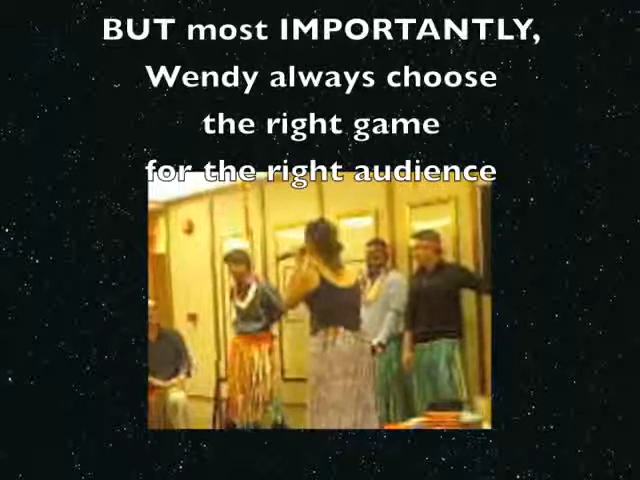 BUT most IMPORTANTLY,
Wendy always choose
the right game
for the right audience